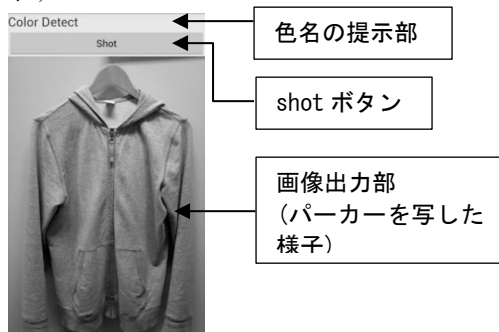 Color Detect
Shot
色名の提示部
shot ボタン
画像出力部
(パーカーを写した
様子)